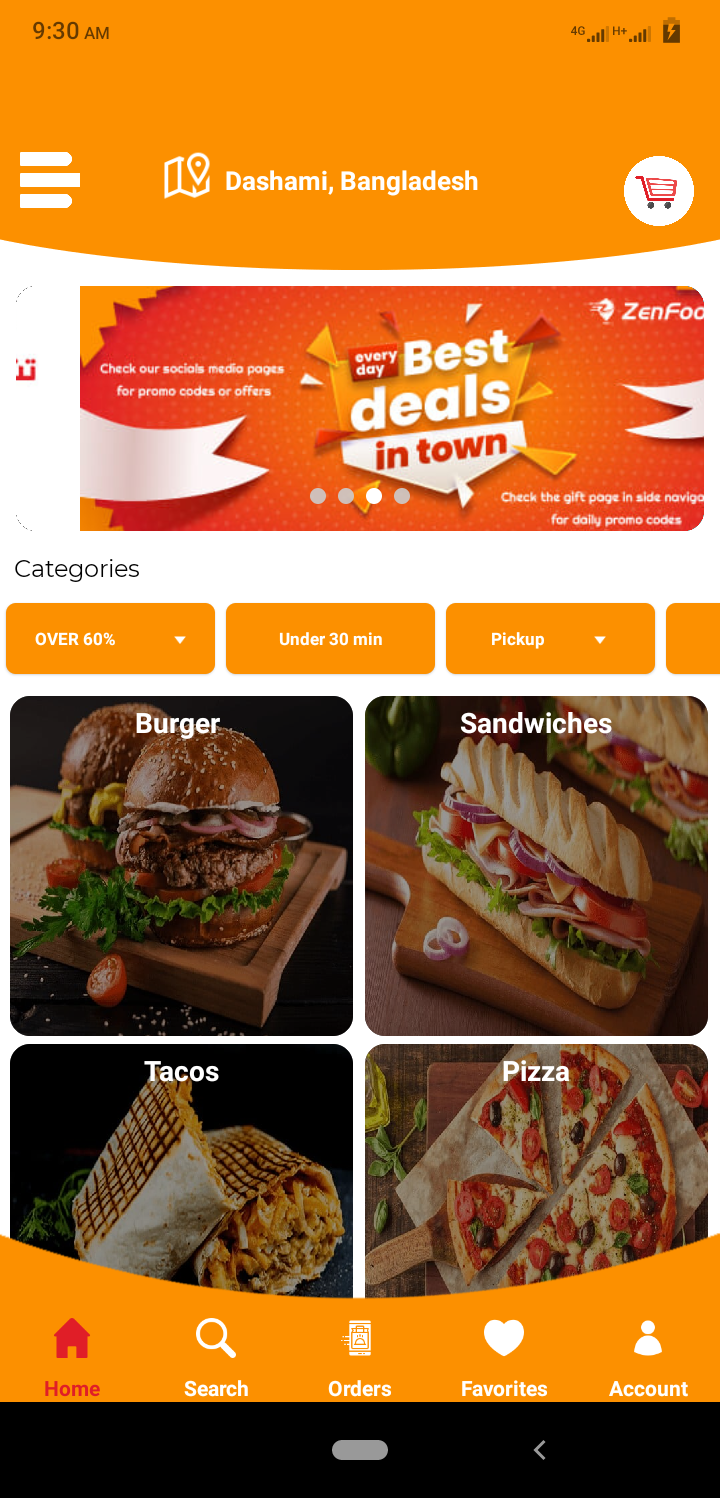 9:30 AM
4G H+
Dashami, Bangladesh
ZenFoo
Check our socials media pages
for promo codes or offers
every
day
Best
deals
in town
Check the gift page in side naviga
for daily promo codes
Categories
OVER 60%
Under 30 min
Pickup
Burger
Sandwiches
Tacos
Pizza
Home
Search
Orders
Favorites
Account